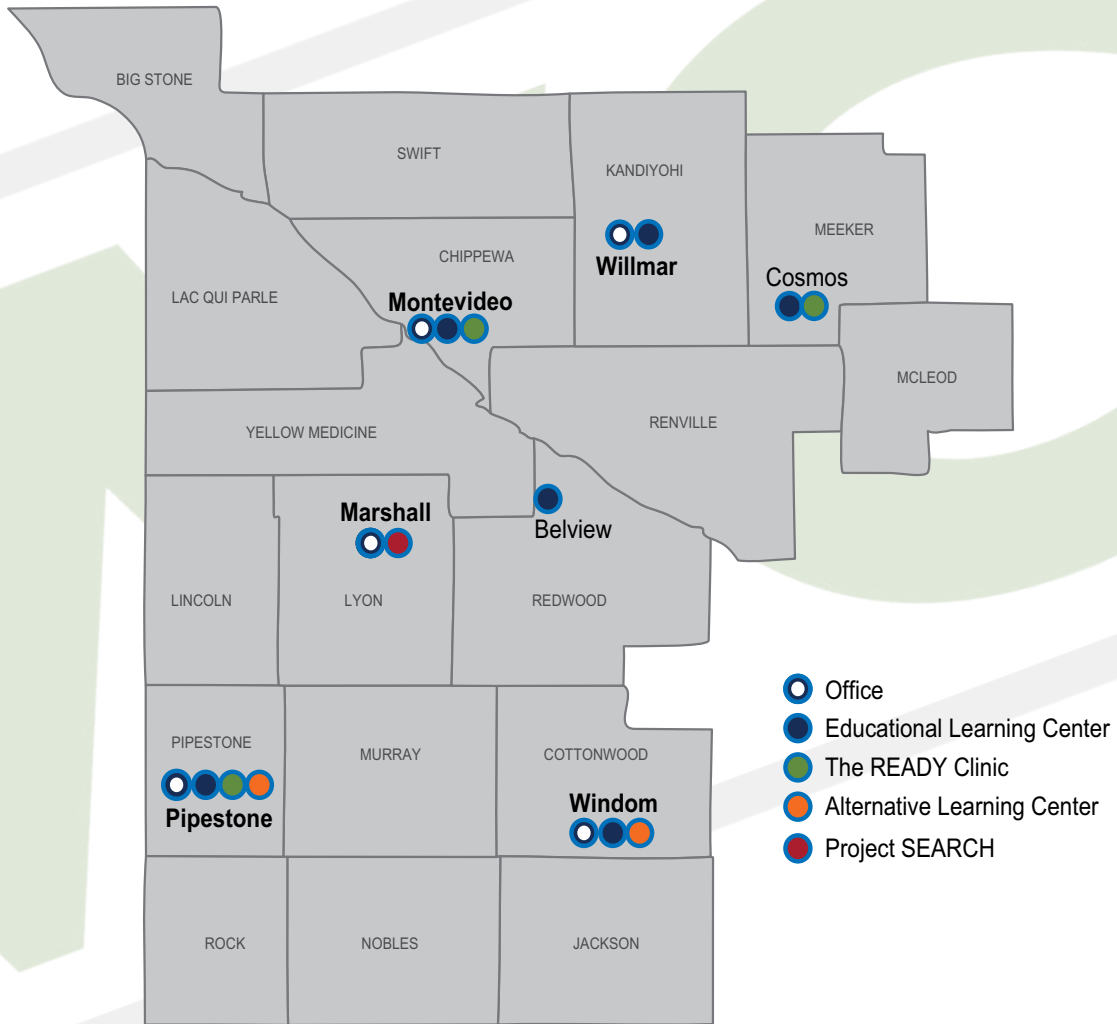 BIG STONE
SWIFT
KANDIYOHI
MEEKER
CHIPPEWA
Willmar
Cosmos
LAC QUI PARLE
Montevideo
MCLEOD
RENVILLE
YELLOW MEDICINE
Marshall
Belview
LINCOLN
LYON
REDWOOD
Office
Educational Learning Center
The READY Clinic
Alternative Learning Center
Project SEARCH
PIPESTONE
MURRAY
COTTONWOOD
Pipestone
Windom
ROCK
NOBLES
JACKSON